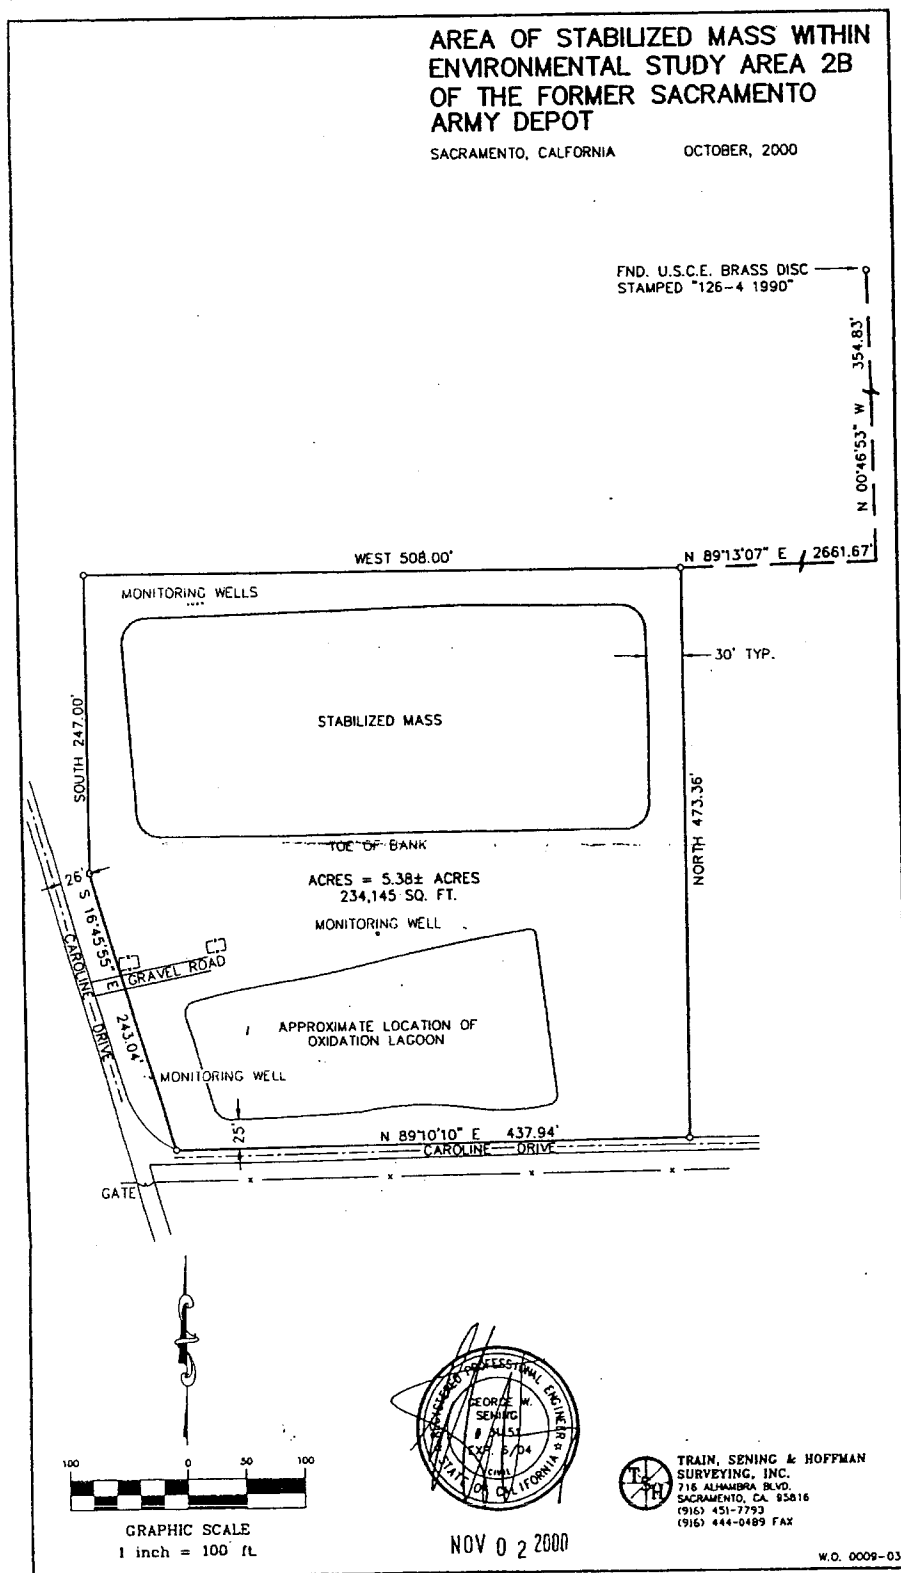 AREA OF STABILIZED MASS WITHIN
ENVIRONMENTAL STUDY AREA 2B
OF THE FORMER SACRAMENTO
ARMY DEPOT
SACRAMENTO, CALFORNIA OCTOBER, 2000
FND. U.S.C.E. BRASS DISC
STAMPED "126-4 1990"
N 00°46'53" W 354.83'
WEST 508.00'
N 89°13'07" E 2661.67'
MONITORING WELLS
30' TYP.
STABILIZED MASS
SOUTH 247.00'
NORTH 473.36'
TOE OF BANK
26'
ACRES = 5.38± ACRES
234,145 SQ. FT.
MONITORING WELL
S 16°45'55" E 243.04'
CAROLINE DRIVE
GRAVEL ROAD
APPROXIMATE LOCATION OF
OXIDATION LAGOON
MONITORING WELL
25'
N 89°10'10" E 437.94'
CAROLINE DRIVE
GATE
x x x x
100 0 50 100
GRAPHIC SCALE
1 inch = 100 ft.
REGISTERED PROFESSIONAL ENGINEER
GEORGE W.
SENING
CIVIL
STATE OF CALIFORNIA
NOV 02 2000
TSH
TRAIN, SENING & HOFFMAN
SURVEYING, INC.
716 ALHAMBRA BLVD.
SACRAMENTO, CA. 95816
(916) 451-7793
(916) 444-0489 FAX
W.O. 0009-03